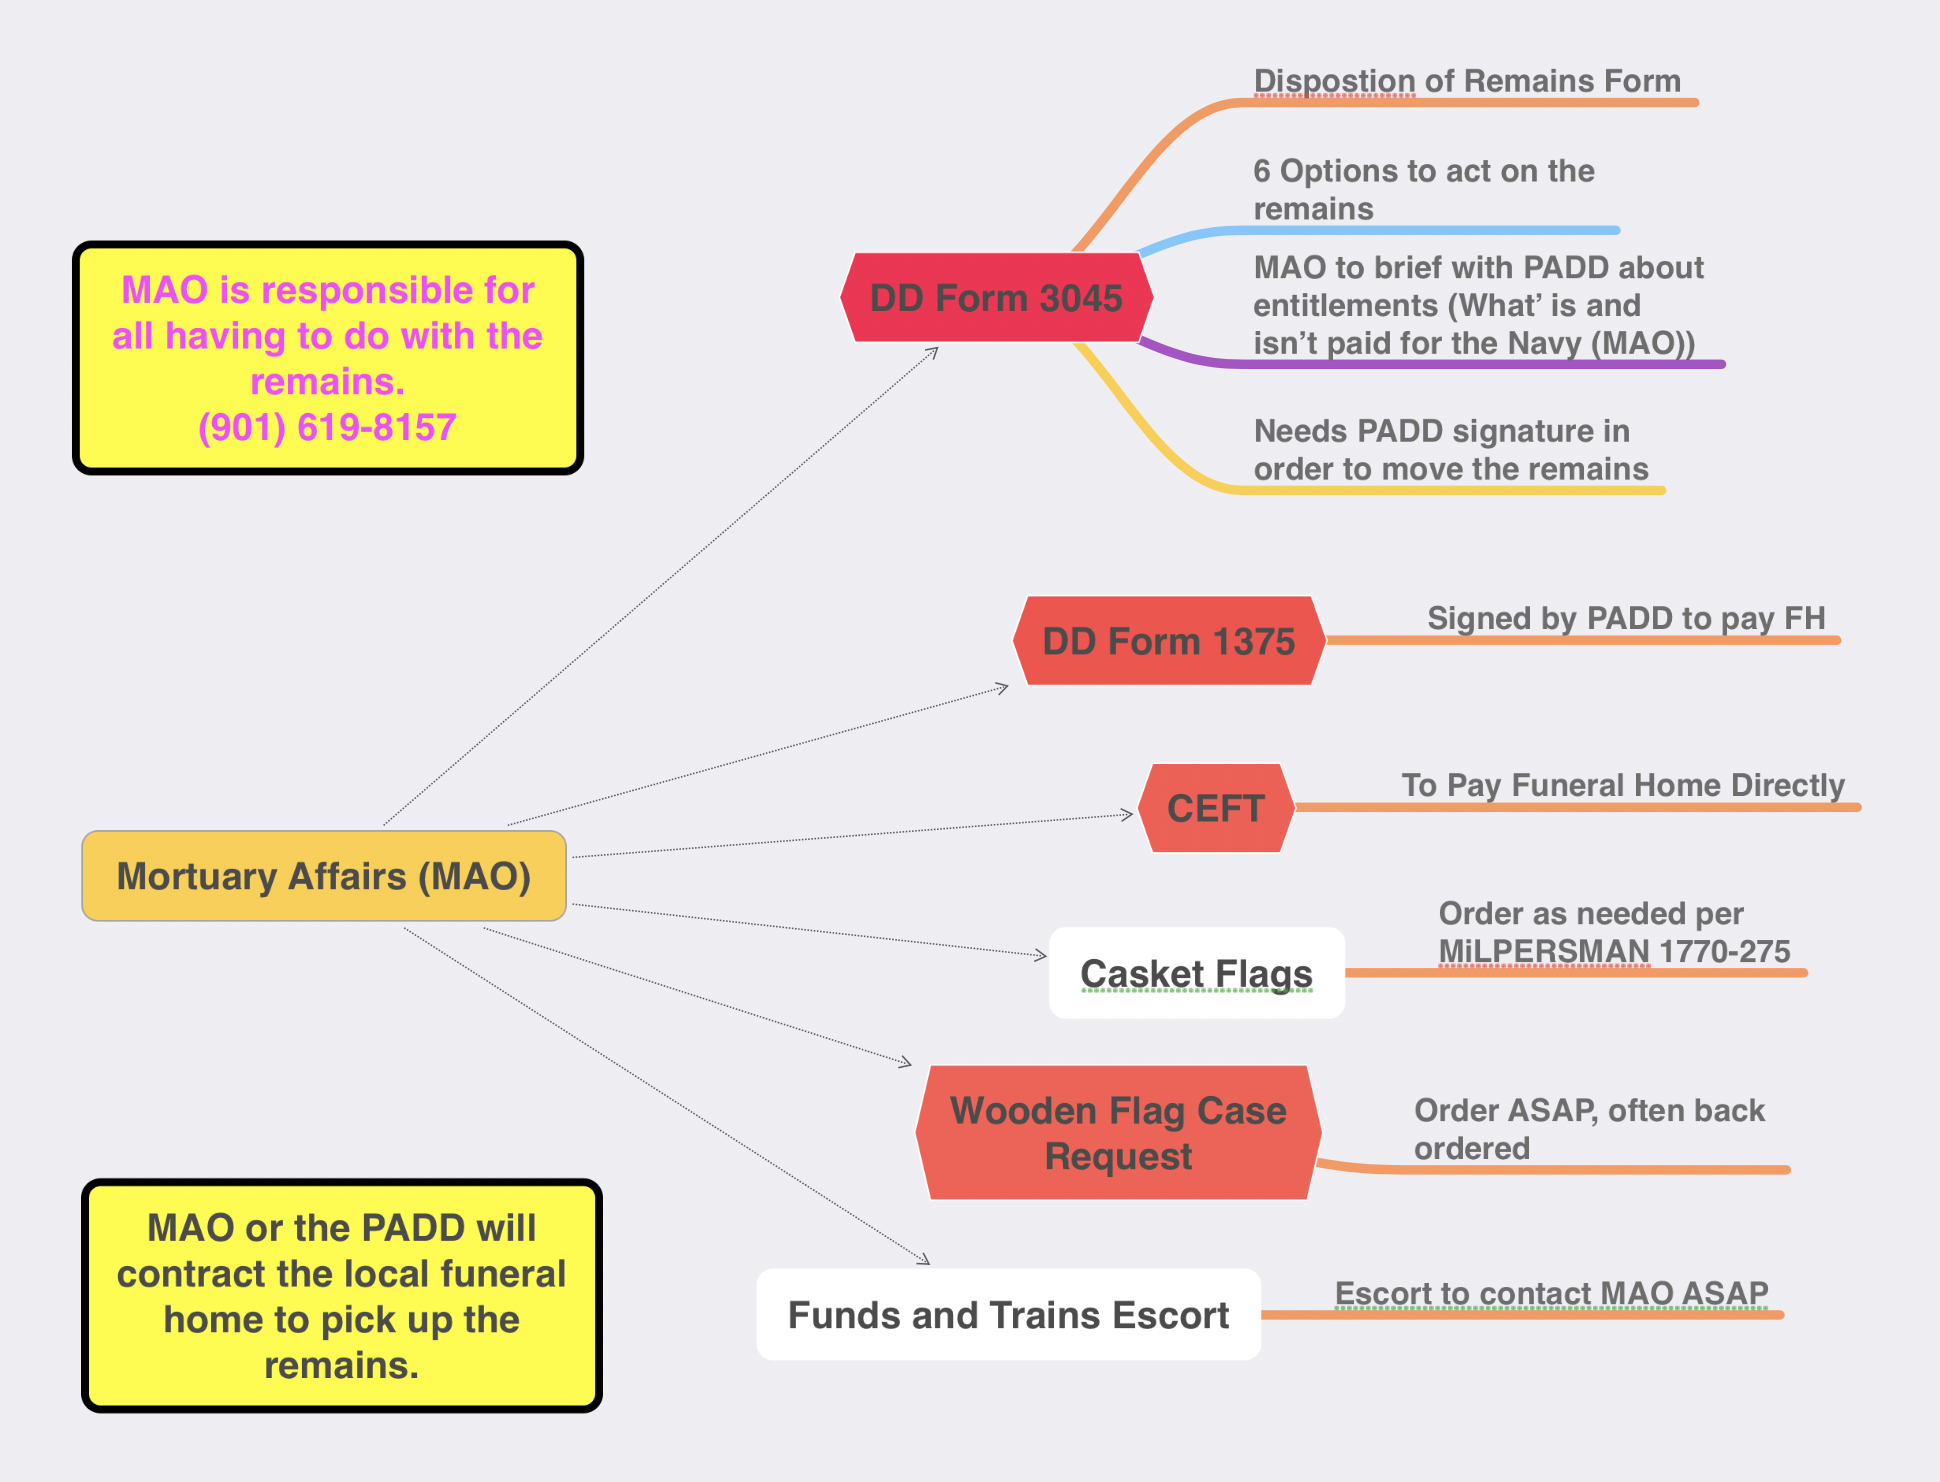 Dispostion of Remains Form
6 Options to act on the
remains
MAO to brief with PADD about
entitlements (What’ is and
isn’t paid for the Navy (MAO))
Needs PADD signature in
order to move the remains
DD Form 3045
MAO is responsible for
all having to do with the
remains.
(901) 619-8157
DD Form 1375
Signed by PADD to pay FH
CEFT
To Pay Funeral Home Directly
Mortuary Affairs (MAO)
Casket Flags
Order as needed per
MiLPERSMAN 1770-275
Wooden Flag Case
Request
Order ASAP, often back
ordered
Funds and Trains Escort
Escort to contact MAO ASAP
MAO or the PADD will
contract the local funeral
home to pick up the
remains.